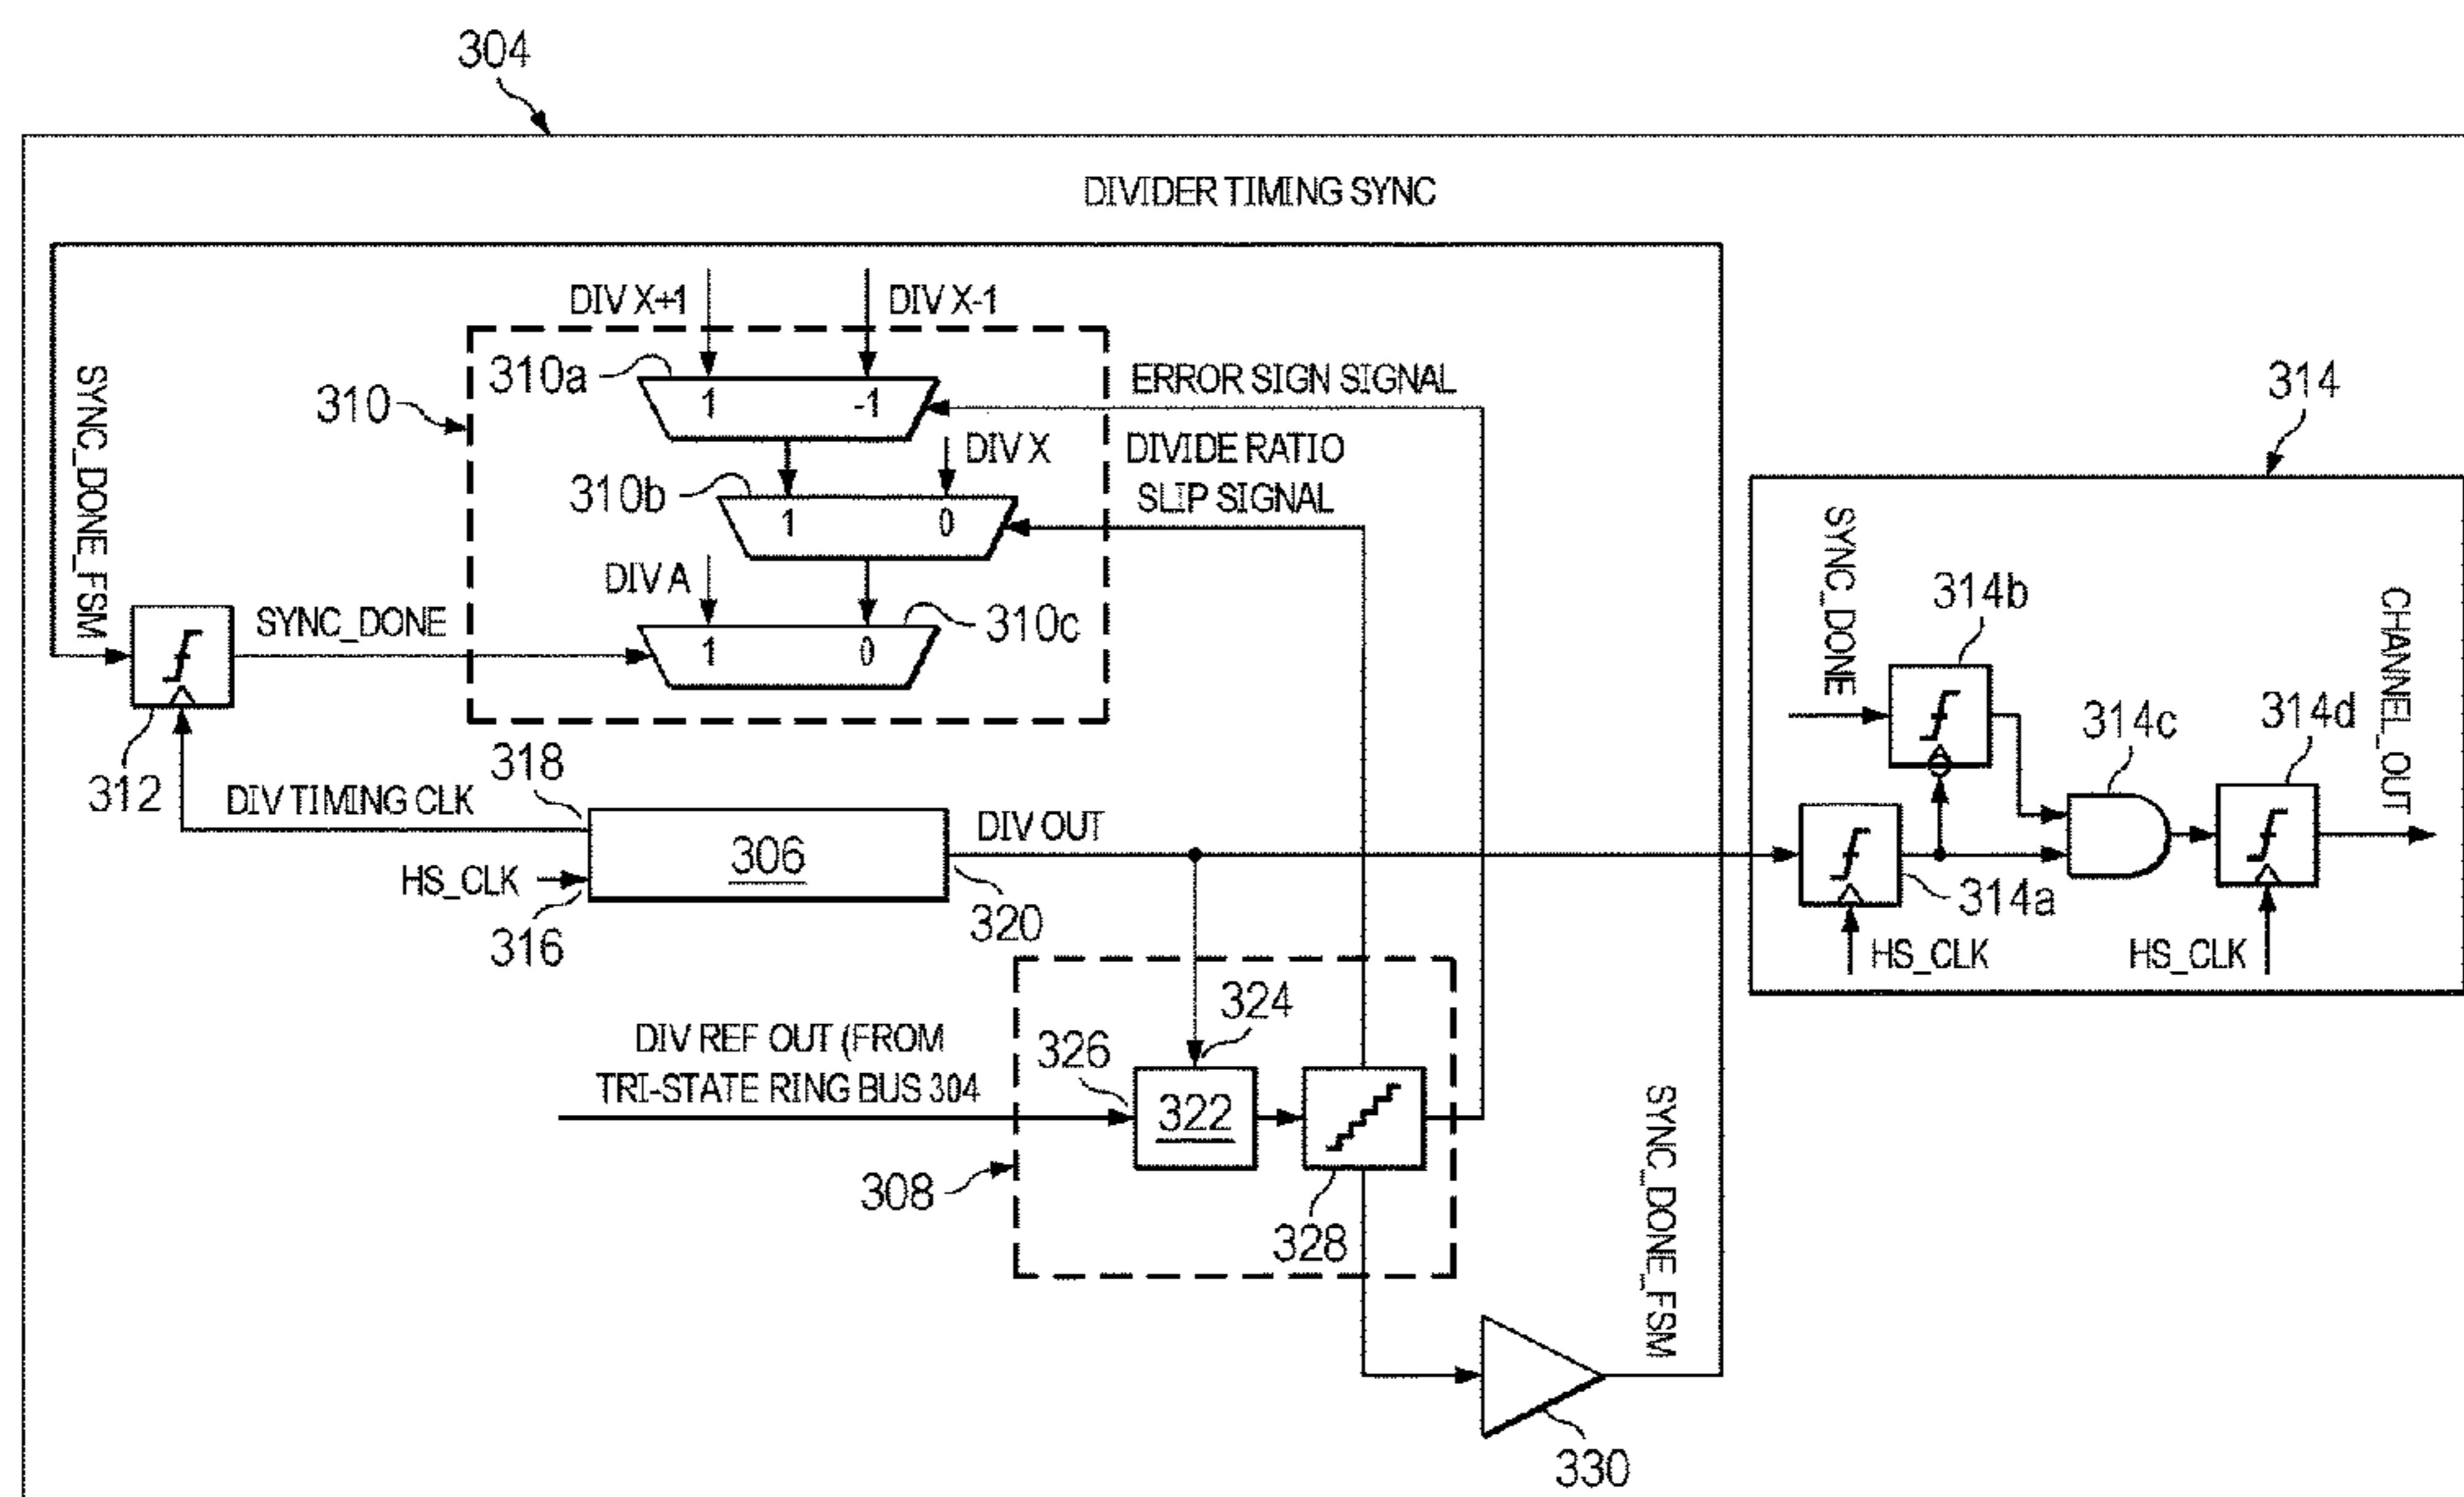 304
DIVIDER TIMING SYNC
DIV X+1
DIV X-1
310a
1
-1
ERROR SIGN SIGNAL
310
SYNC_DONE_FSM
DIV X
DIVIDE RATIO
SLIP SIGNAL
310b
1
0
DIV A
310c
1
0
SYNC_DONE
312
DIV TIMING CLK
318
306
HS_CLK
316
DIV OUT
320
314
SYNC_DONE
314b
314c
314d
CHANNEL_OUT
314a
HS_CLK
HS_CLK
DIV REF OUT (FROM
TRI-STATE RING BUS 304
326
324
322
328
308
SYNC_DONE_FSM
330